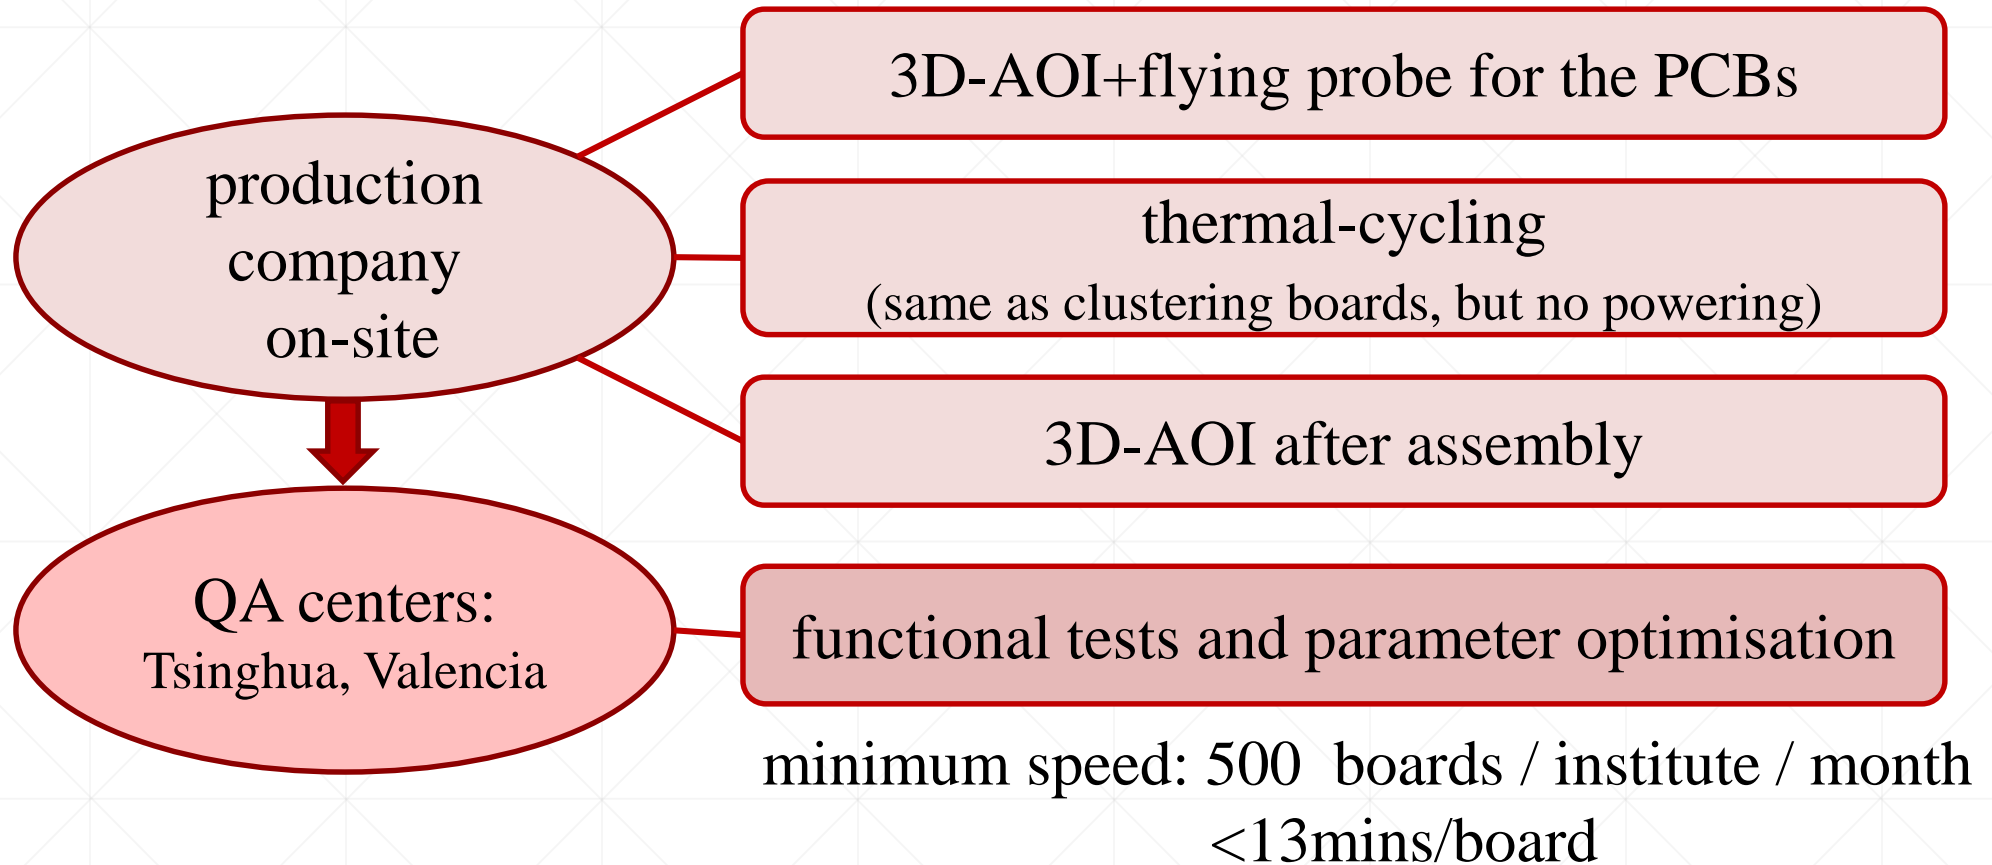 production
company
on-site
3D-AOI+flying probe for the PCBs
thermal-cycling
(same as clustering boards, but no powering)
3D-AOI after assembly
QA centers:
Tsinghua, Valencia
functional tests and parameter optimisation
minimum speed: 500 boards / institute / month
<13mins/board